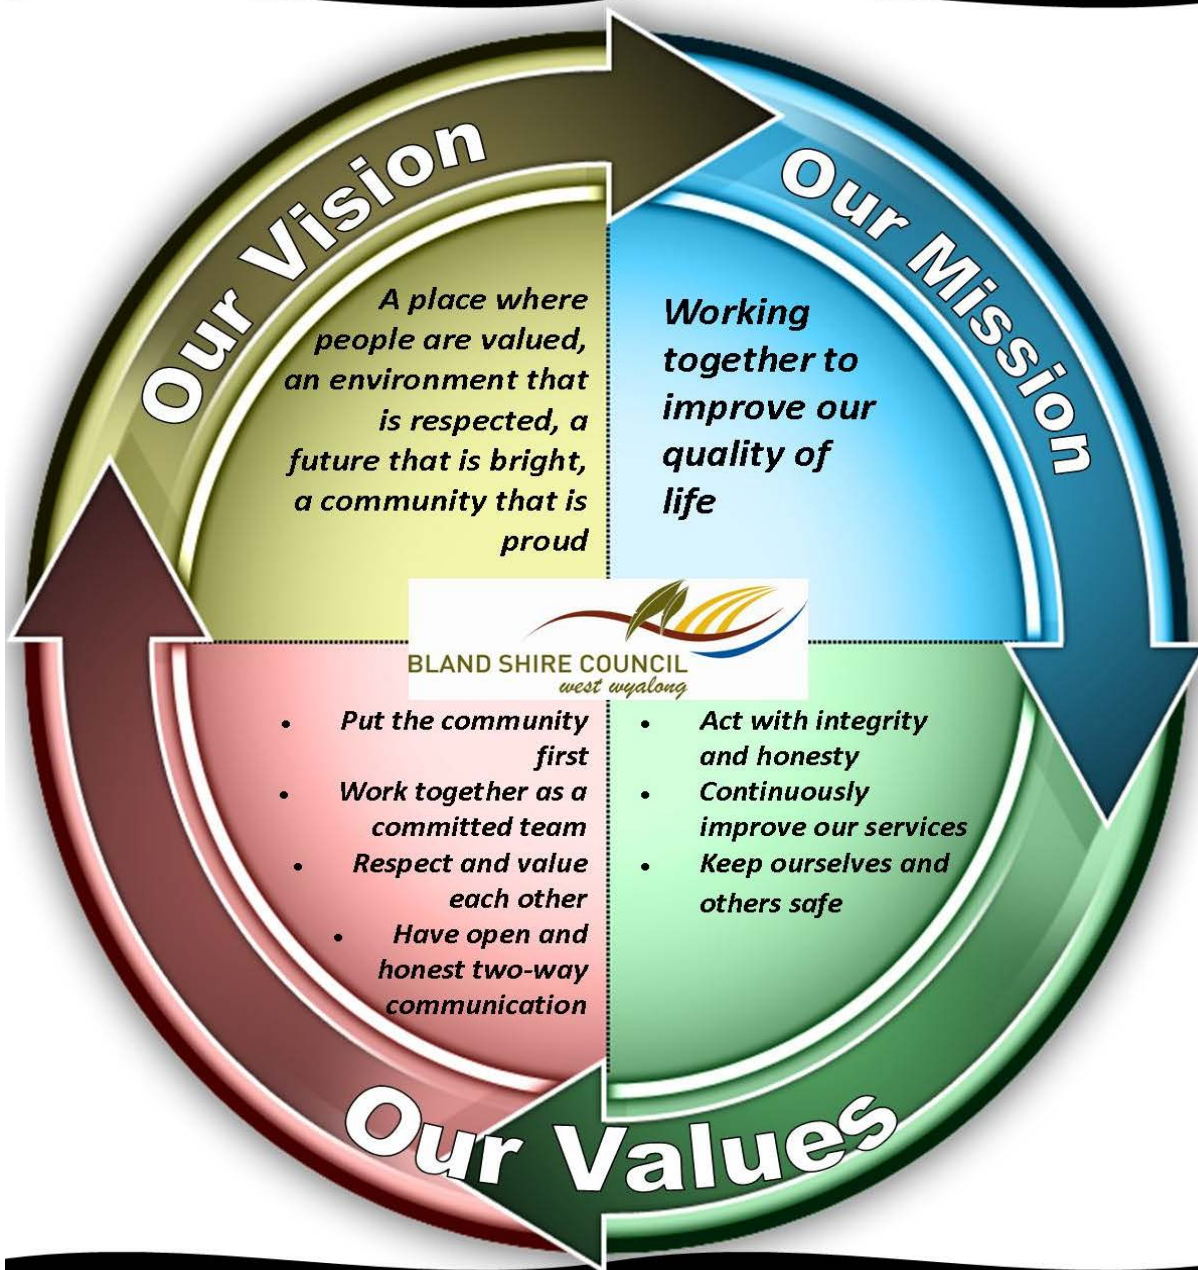 Our Vision
Our Mission
A place where
people are valued,
an environment that
is respected, a
future that is bright,
a community that is
proud
Working
together to
improve our
quality of
life
BLAND SHIRE COUNCIL
west wyalong
• Put the community
first
• Work together as a
committed team
• Respect and value
each other
• Have open and
honest two-way
communication
• Act with integrity
and honesty
• Continuously
improve our services
• Keep ourselves and
others safe
Our Values